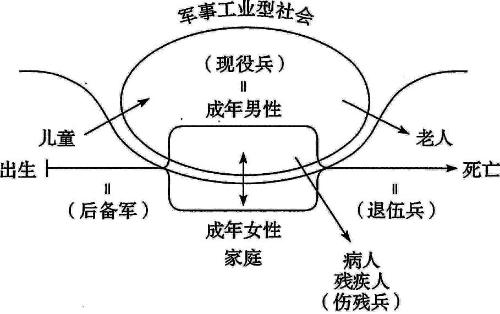 军事工业型社会
（现役兵）
=
成年男性
儿童
老人
出生
死亡
=
（后备军）
=
（退伍兵）
成年女性
家庭
病人
残疾人
（伤残兵）